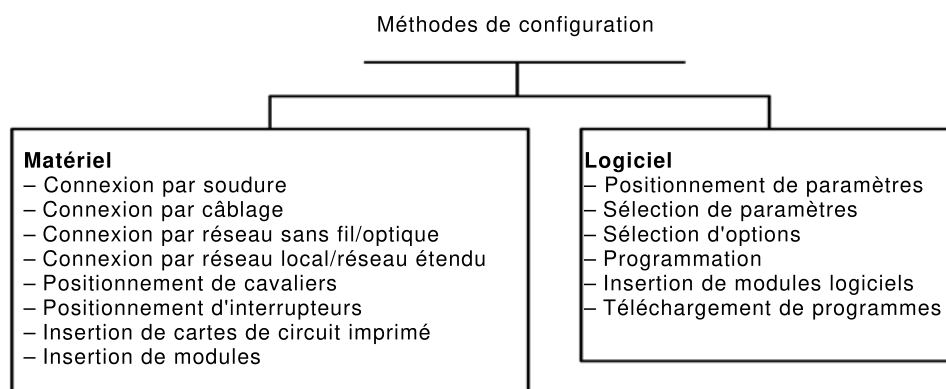 Méthodes de configuration
Matériel
– Connexion par soudure
– Connexion par câblage
– Connexion par réseau sans fil/optique
– Connexion par réseau local/réseau étendu
– Positionnement de cavaliers
– Positionnement d'interrupteurs
– Insertion de cartes de circuit imprimé
– Insertion de modules
Logiciel
– Positionnement de paramètres
– Sélection de paramètres
– Sélection d'options
– Programmation
– Insertion de modules logiciels
– Téléchargement de programmes